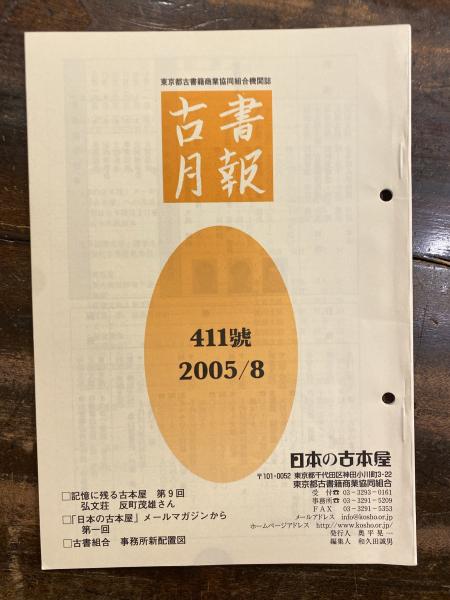 東京都古書籍商業協同組合機関誌
古書
月報
411號
2005/8
日本の古本屋
〒101-0052 東京都千代田区神田小川町3-22
東京都古書籍商業協同組合
受付☎ 03-3293-0161
事務所☎ 03-3291-5209
FAX 03-3291-5353
メールアドレス info@kosho.or.jp
ホームページアドレス http://www.kosho.or.jp
発行人 奥平晃一
編集人 和久田誠男
□記憶に残る古本屋 第9回
弘文荘 反町茂雄さん
□『日本の古本屋』メールマガジンから
第一回
□古書組合 事務所新配置図